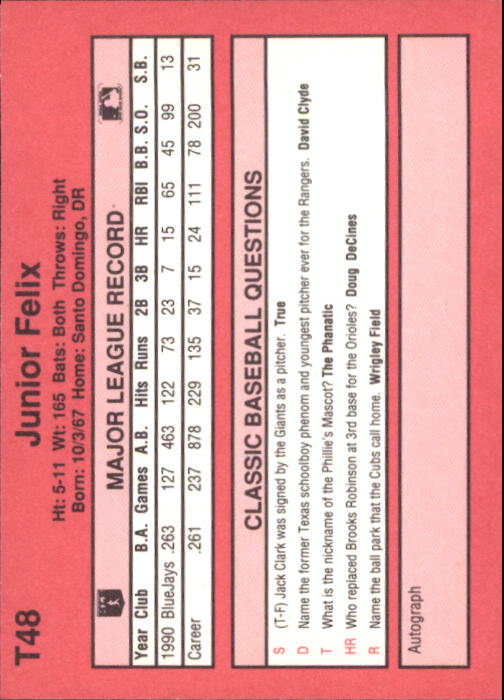 T48
Junior Felix
Ht: 5-11 Wt: 165 Bats: Both Throws: Right
Born: 10/3/67 Home: Santo Domingo, DR
MAJOR LEAGUE RECORD
Year Club B.A. Games A.B. Hits Runs 2B 3B HR RBI B.B. S.O. S.B.
1990 BlueJays .263 127 463 122 73 23 7 15 65 45 99 13
Career .261 237 878 229 135 37 15 24 111 78 200 31
CLASSIC BASEBALL QUESTIONS
S (T-F) Jack Clark was signed by the Giants as a pitcher. True
D Name the former Texas schoolboy phenom and youngest pitcher ever for the Rangers. David Clyde
T What is the nickname of the Phillie's Mascot? The Phanatic
HR Who replaced Brooks Robinson at 3rd base for the Orioles? Doug DeCines
R Name the ball park that the Cubs call home. Wrigley Field
Autograph